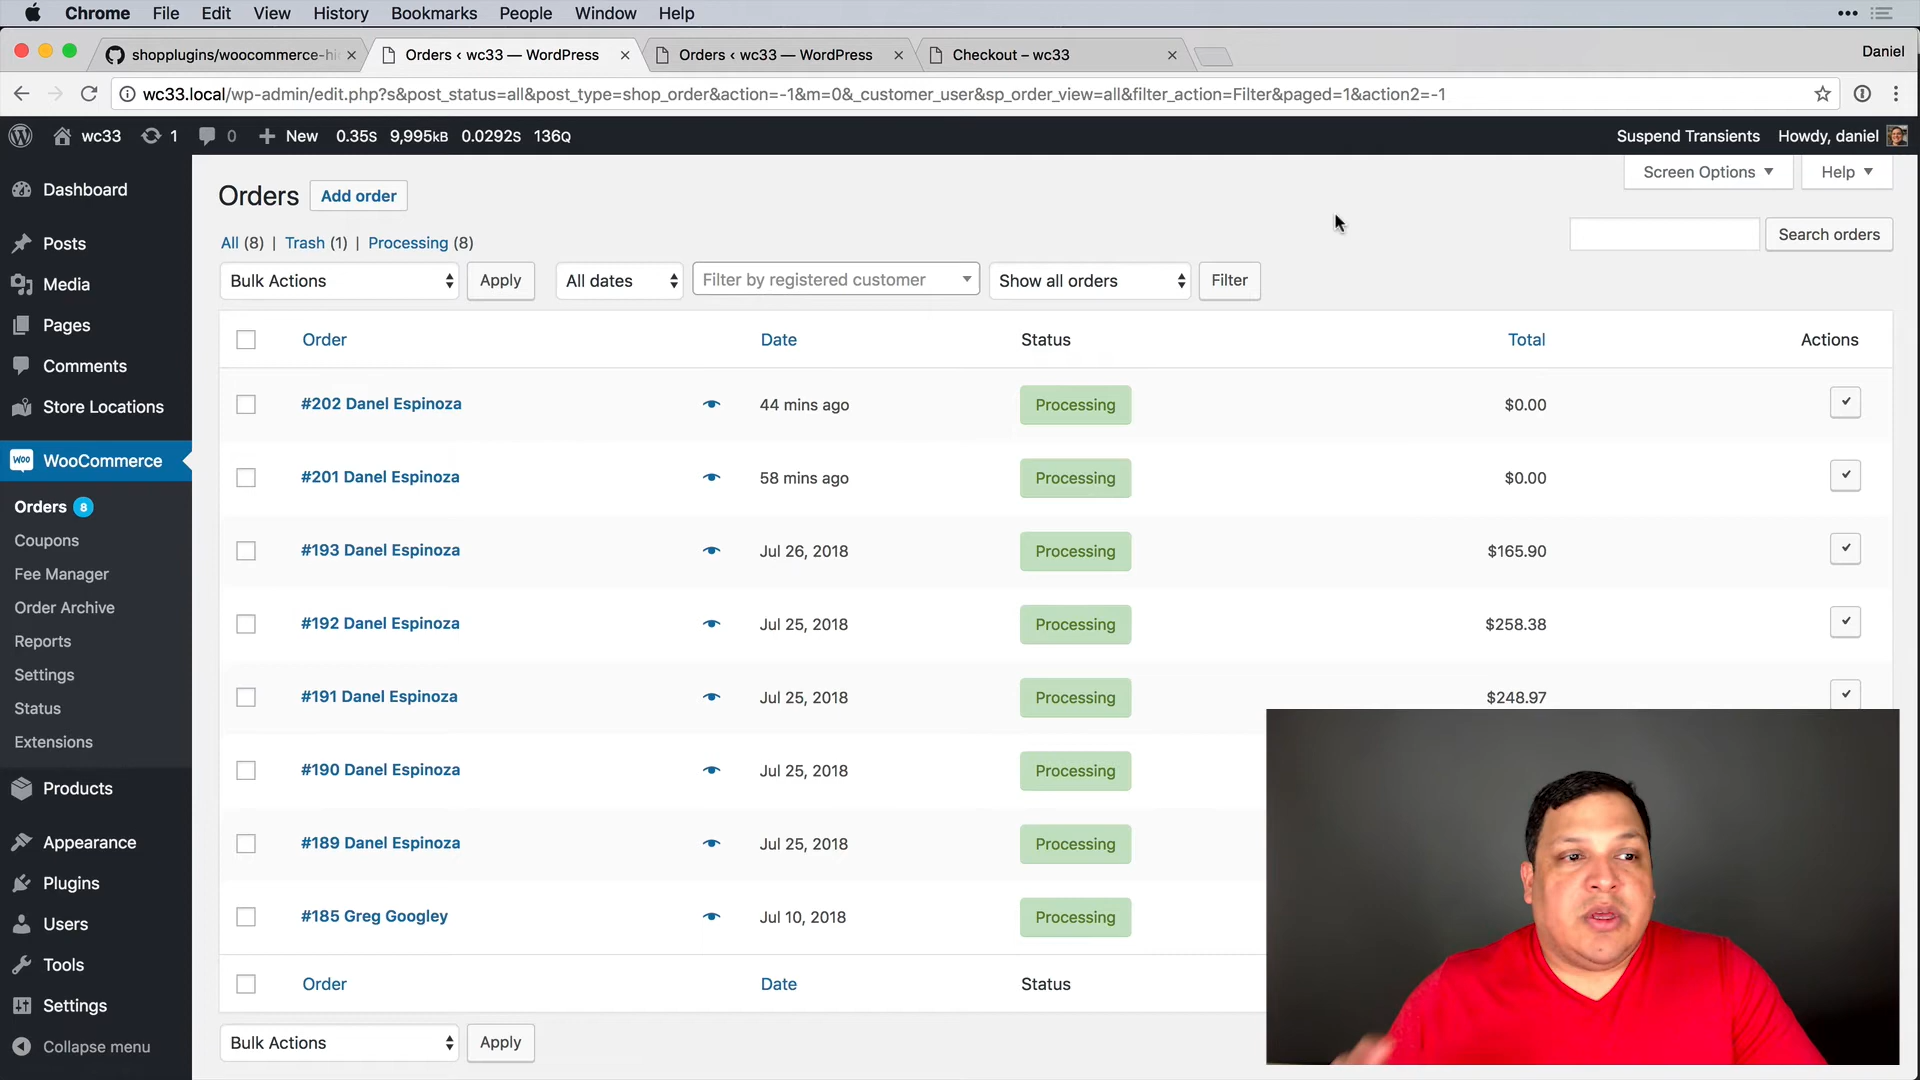 Chrome File Edit View History Bookmarks People Window Help
shopplugins/woocommerce-hi
Orders ‹ wc33 — WordPress
Orders ‹ wc33 — WordPress
Checkout – wc33
Daniel
wc33.local/wp-admin/edit.php?s&post_status=all&post_type=shop_order&action=-1&m=0&_customer_user&sp_order_view=all&filter_action=Filter&paged=1&action2=-1
wc33 1 0 New 0.35S 9,995KB 0.0292S 136Q Suspend Transients Howdy, daniel
Dashboard
Posts
Media
Pages
Comments
Store Locations
Woo WooCommerce
Orders 8
Coupons
Fee Manager
Order Archive
Reports
Settings
Status
Extensions
Products
Appearance
Plugins
Users
Tools
Settings
Collapse menu
Screen Options Help
Orders Add order
Search orders
All (8) | Trash (1) | Processing (8)
Bulk Actions Apply All dates Filter by registered customer Show all orders Filter
Order Date Status Total Actions
#202 Danel Espinoza 44 mins ago Processing $0.00
#201 Danel Espinoza 58 mins ago Processing $0.00
#193 Danel Espinoza Jul 26, 2018 Processing $165.90
#192 Danel Espinoza Jul 25, 2018 Processing $258.38
#191 Danel Espinoza Jul 25, 2018 Processing $248.97
#190 Danel Espinoza Jul 25, 2018 Processing
#189 Danel Espinoza Jul 25, 2018 Processing
#185 Greg Googley Jul 10, 2018 Processing
Order Date Status
Bulk Actions Apply